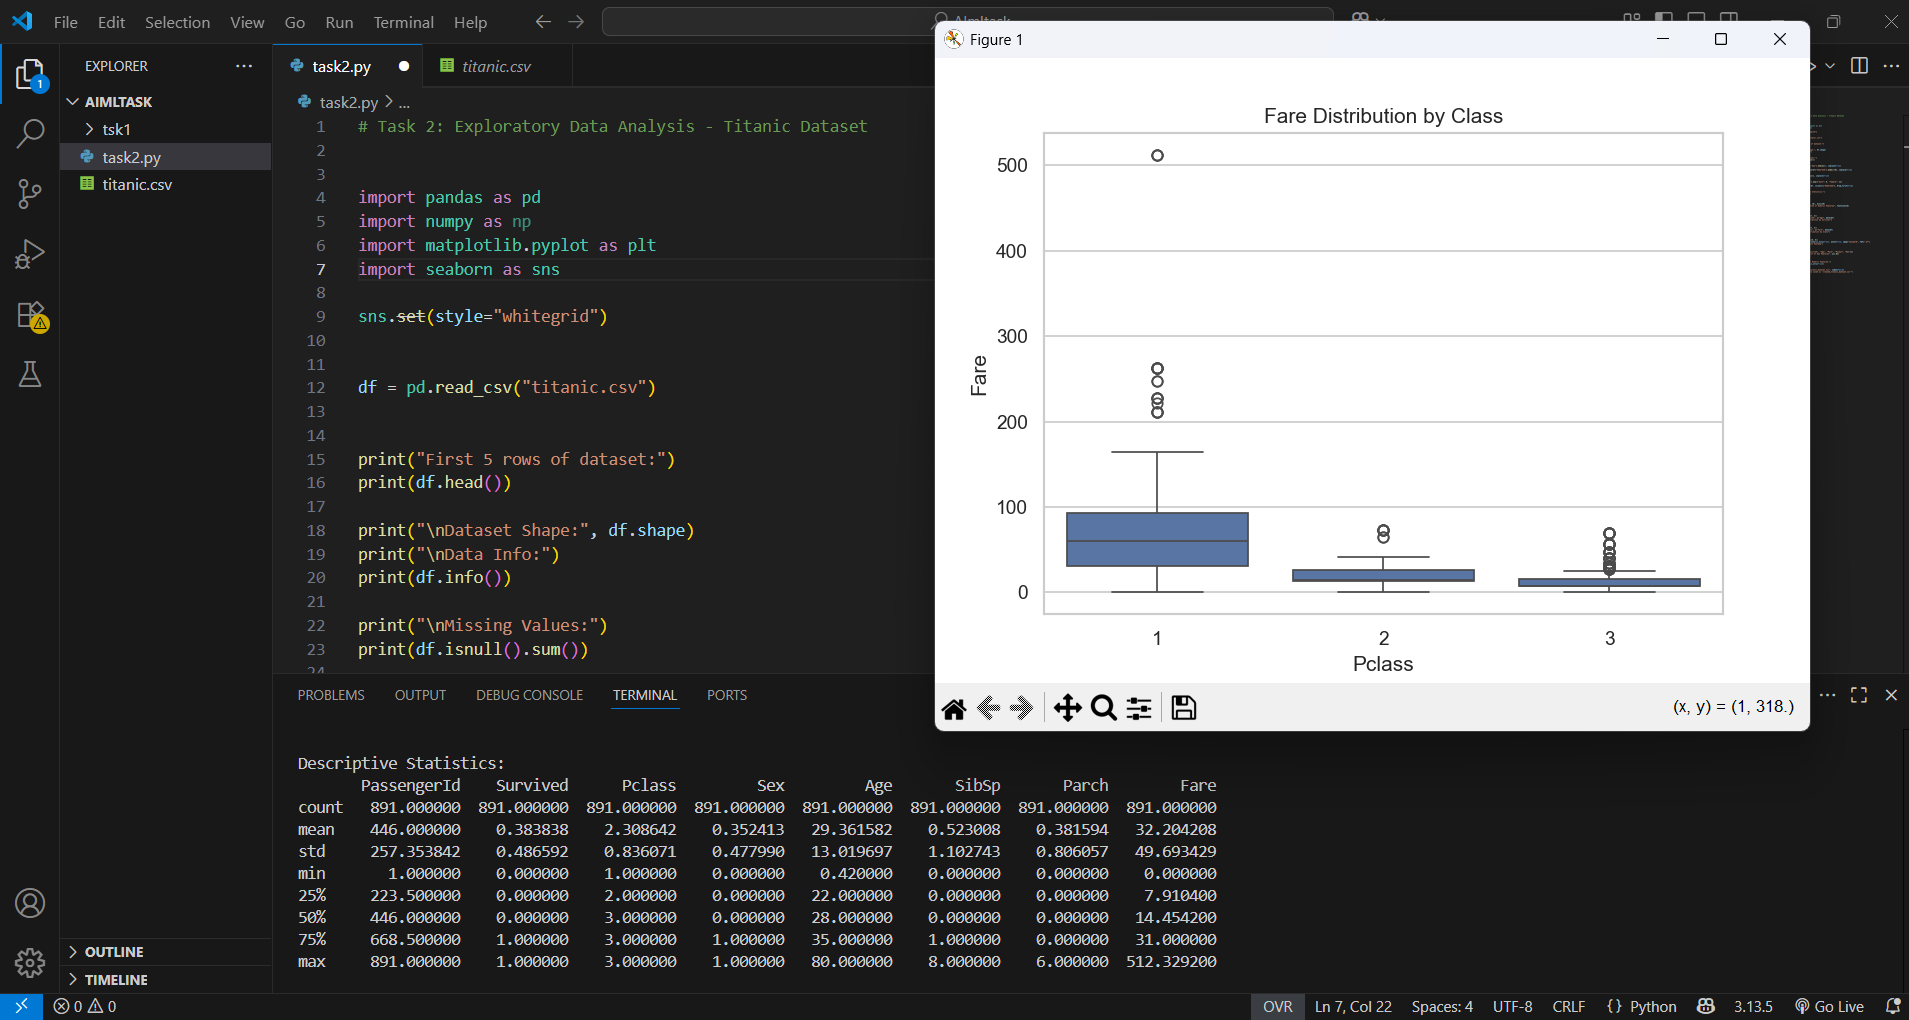 File Edit Selection View Go Run Terminal Help
EXPLORER
1
AIMLTASK
tsk1
task2.py
titanic.csv
OUTLINE
TIMELINE
task2.py
titanic.csv
task2.py > ...
1 # Task 2: Exploratory Data Analysis - Titanic Dataset
2
3
4 import pandas as pd
5 import numpy as np
6 import matplotlib.pyplot as plt
7 import seaborn as sns
8
9 sns.set(style="whitegrid")
10
11
12 df = pd.read_csv("titanic.csv")
13
14
15 print("First 5 rows of dataset:")
16 print(df.head())
17
18 print("\nDataset Shape:", df.shape)
19 print("\nData Info:")
20 print(df.info())
21
22 print("\nMissing Values:")
23 print(df.isnull().sum())
24
Figure 1
Fare Distribution by Class
500
400
300
200
100
0
Fare
1 2 3
Pclass
(x, y) = (1, 318.)
PROBLEMS OUTPUT DEBUG CONSOLE TERMINAL PORTS
Descriptive Statistics:
PassengerId Survived Pclass Sex Age SibSp Parch Fare
count 891.000000 891.000000 891.000000 891.000000 891.000000 891.000000 891.000000 891.000000
mean 446.000000 0.383838 2.308642 0.352413 29.361582 0.523008 0.381594 32.204208
std 257.353842 0.486592 0.836071 0.477990 13.019697 1.102743 0.806057 49.693429
min 1.000000 0.000000 1.000000 0.000000 0.420000 0.000000 0.000000 0.000000
25% 223.500000 0.000000 2.000000 0.000000 22.000000 0.000000 0.000000 7.910400
50% 446.000000 0.000000 3.000000 0.000000 28.000000 0.000000 0.000000 14.454200
75% 668.500000 1.000000 3.000000 1.000000 35.000000 1.000000 0.000000 31.000000
max 891.000000 1.000000 3.000000 1.000000 80.000000 8.000000 6.000000 512.329200
0 0
OVR Ln 7, Col 22 Spaces: 4 UTF-8 CRLF {} Python 3.13.5 Go Live